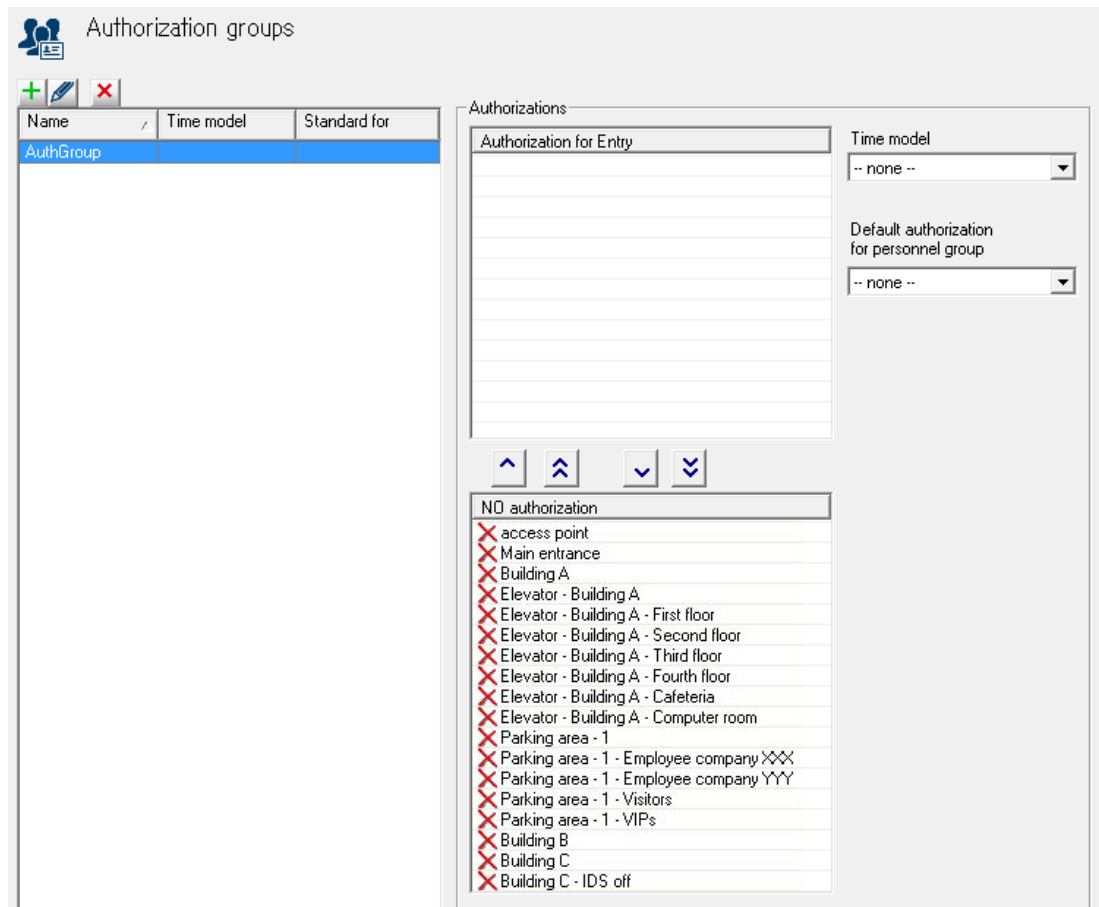 Authorization groups
Name
Time model
Standard for
AuthGroup
Authorizations
Authorization for Entry
Time model
-- none --
Default authorization
for personnel group
-- none --
NO authorization
access point
Main entrance
Building A
Elevator - Building A
Elevator - Building A - First floor
Elevator - Building A - Second floor
Elevator - Building A - Third floor
Elevator - Building A - Fourth floor
Elevator - Building A - Cafeteria
Elevator - Building A - Computer room
Parking area - 1
Parking area - 1 - Employee company XXX
Parking area - 1 - Employee company YYY
Parking area - 1 - Visitors
Parking area - 1 - VIPs
Building B
Building C
Building C - IDS off